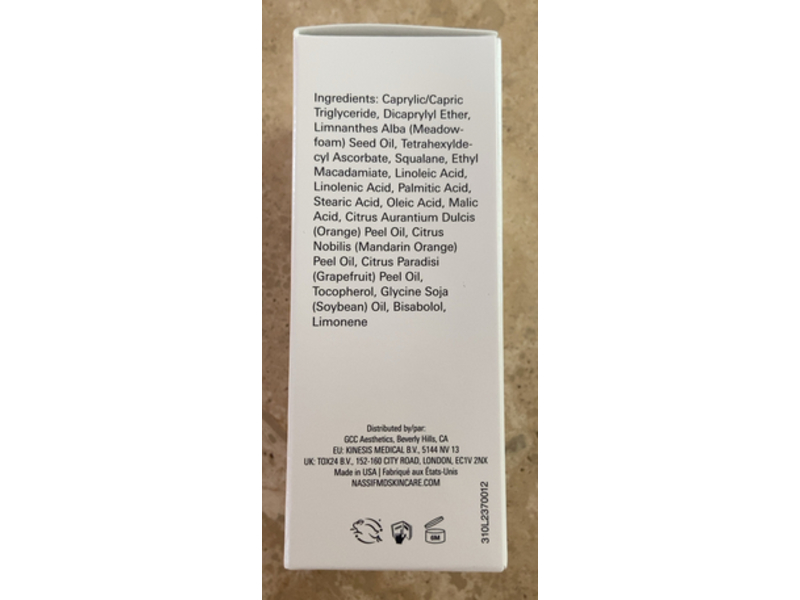 Ingredients: Caprylic/Capric
Triglyceride, Dicaprylyl Ether,
Limnanthes Alba (Meadow-
foam) Seed Oil, Tetrahexylde-
cyl Ascorbate, Squalane, Ethyl
Macadamiate, Linoleic Acid,
Linolenic Acid, Palmitic Acid,
Stearic Acid, Oleic Acid, Malic
Acid, Citrus Aurantium Dulcis
(Orange) Peel Oil, Citrus
Nobilis (Mandarin Orange)
Peel Oil, Citrus Paradisi
(Grapefruit) Peel Oil,
Tocopherol, Glycine Soja
(Soybean) Oil, Bisabolol,
Limonene
Distributed by/par:
GCC Aesthetics, Beverly Hills, CA
EU: KINESIS MEDICAL B.V., 5144 NV 13
UK: TOX24 B.V., 152-160 CITY ROAD, LONDON, EC1V 2NX
Made in USA | Fabriqué aux États-Unis
NASSIFMDSKINCARE.COM
6M
310L2370012